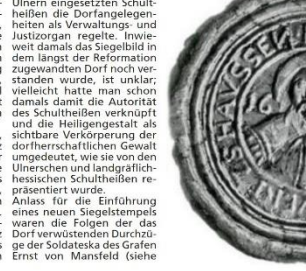 Ulnern eingesetzten Schult-
heißen die Dorfangelegen-
heiten als Verwaltungs- und
Justizorgan regelte. Inwie-
weit damals das Siegelbild in
dem längst der Reformation
zugewandten Dorf noch ver-
standen wurde, ist unklar;
vielleicht hatte man schon
damals damit die Autorität
des Schultheißen verknüpft
und die Heiligengestalt als
sichtbare Verkörperung der
dorfherrschaftlichen Gewalt
umgedeutet, wie sie von den
Ulnerschen und landgräflich-
hessischen Schultheißen re-
präsentiert wurde.
Anlass für die Einführung
eines neuen Siegelstempels
waren die Folgen der das
Dorf verwüstenden Durchzü-
ge der Soldateska des Grafen
Ernst von Mansfeld (siehe